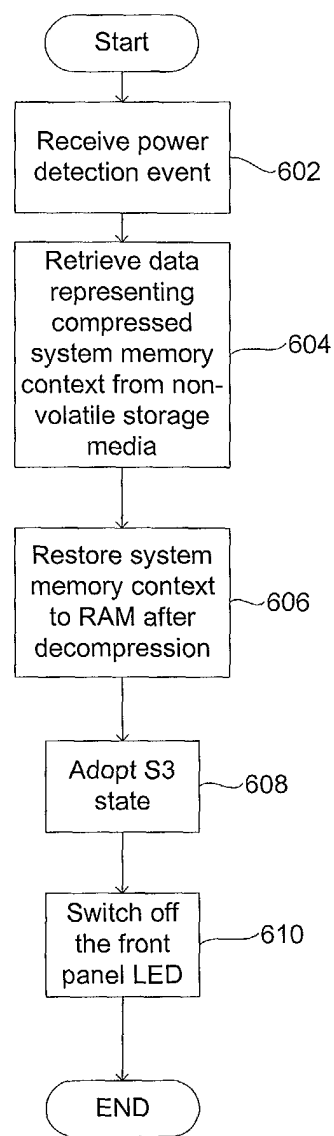 Start
Receive power
detection event
602
Retrieve data
representing
compressed
system memory
context from non-
volatile storage
media
604
Restore system
memory context
to RAM after
decompression
606
Adopt S3
state
608
Switch off
the front
panel LED
610
END